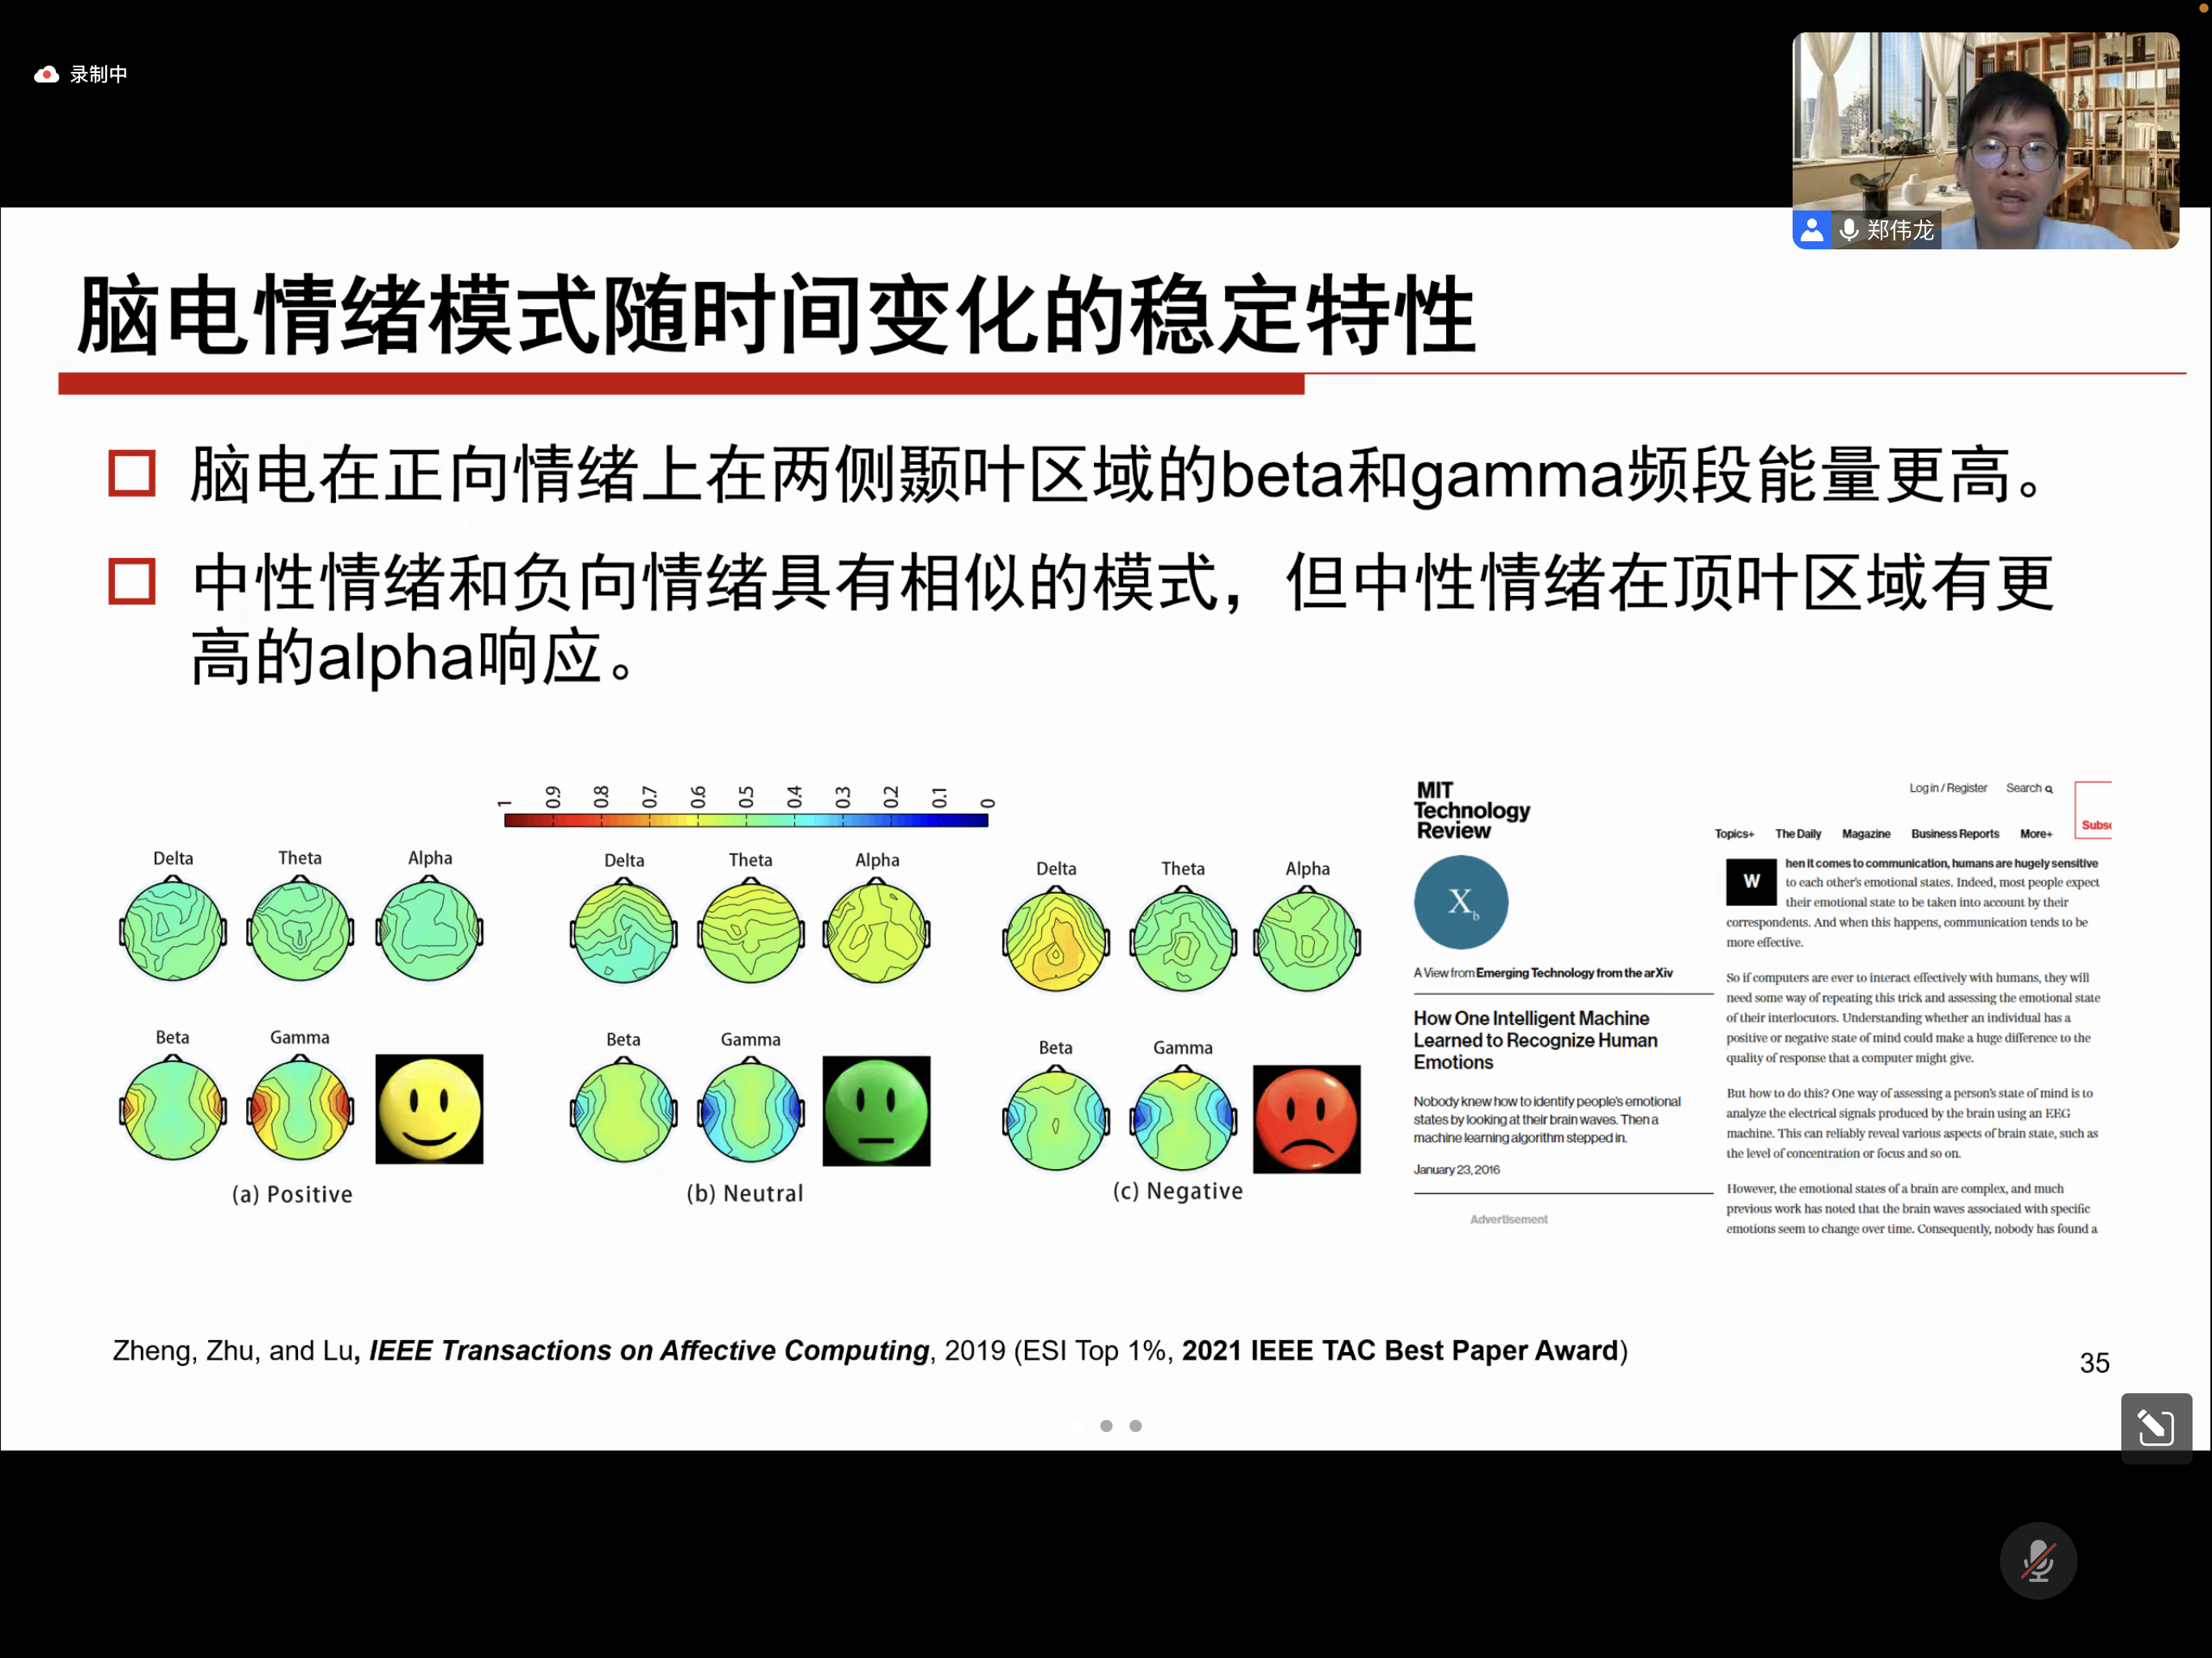 录制中
郑伟龙
脑电情绪模式随时间变化的稳定特性
脑电在正向情绪上在两侧颞叶区域的beta和gamma频段能量更高。
中性情绪和负向情绪具有相似的模式，但中性情绪在顶叶区域有更
高的alpha响应。
1 0.9 0.8 0.7 0.6 0.5 0.4 0.3 0.2 0.1 0
Delta Theta Alpha
Beta Gamma
(a) Positive
Delta Theta Alpha
Beta Gamma
(b) Neutral
Delta Theta Alpha
Beta Gamma
(c) Negative
MIT
Technology
Review
Log in / Register Search
Topics+ The Daily Magazine Business Reports More+
Subsc
X b
A View from Emerging Technology from the arXiv
How One Intelligent Machine
Learned to Recognize Human
Emotions
Nobody knew how to identify people's emotional
states by looking at their brain waves. Then a
machine learning algorithm stepped in.
January 23, 2016
Advertisement
W
hen it comes to communication, humans are hugely sensitive
to each other's emotional states. Indeed, most people expect
their emotional state to be taken into account by their
correspondents. And when this happens, communication tends to be
more effective.
So if computers are ever to interact effectively with humans, they will
need some way of repeating this trick and assessing the emotional state
of their interlocutors. Understanding whether an individual has a
positive or negative state of mind could make a huge difference to the
quality of response that a computer might give.
But how to do this? One way of assessing a person's state of mind is to
analyze the electrical signals produced by the brain using an EEG
machine. This can reliably reveal various aspects of brain state, such as
the level of concentration or focus and so on.
However, the emotional states of a brain are complex, and much
previous work has noted that the brain waves associated with specific
emotions seem to change over time. Consequently, nobody has found a
Zheng, Zhu, and Lu, IEEE Transactions on Affective Computing, 2019 (ESI Top 1%, 2021 IEEE TAC Best Paper Award)
35